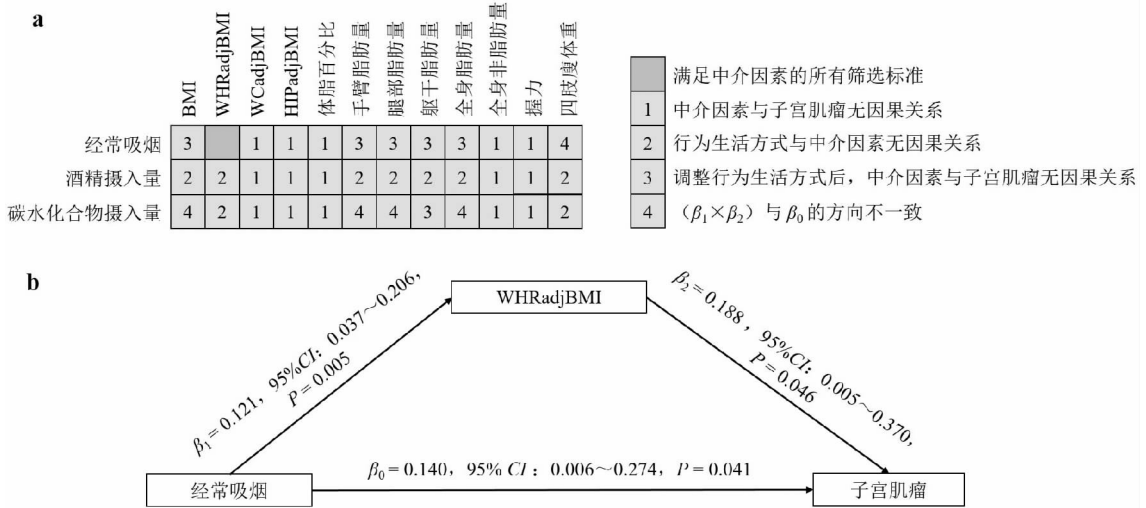 a
BMI
WHRadjBMI
WCadjBMI
HIPadjBMI
体脂百分比
手臂脂肪量
腿部脂肪量
躯干脂肪量
全身脂肪量
全身非脂肪量
握力
四肢瘦体重
经常吸烟 3 1 1 1 3 3 3 3 1 1 4
酒精摄入量 2 2 1 1 1 2 2 2 2 1 1 2
碳水化合物摄入量 4 2 1 1 1 4 4 3 4 1 1 2
满足中介因素的所有筛选标准
1 中介因素与子宫肌瘤无因果关系
2 行为生活方式与中介因素无因果关系
3 调整行为生活方式后，中介因素与子宫肌瘤无因果关系
4 （β₁×β₂）与β₀的方向不一致
b
WHRadjBMI
β₁=0.121，95%CI：0.037～0.206，
P=0.005
β₂=0.188，95%CI：0.005～0.370，
P=0.046
β₀=0.140，95% CI：0.006～0.274，P=0.041
经常吸烟
子宫肌瘤